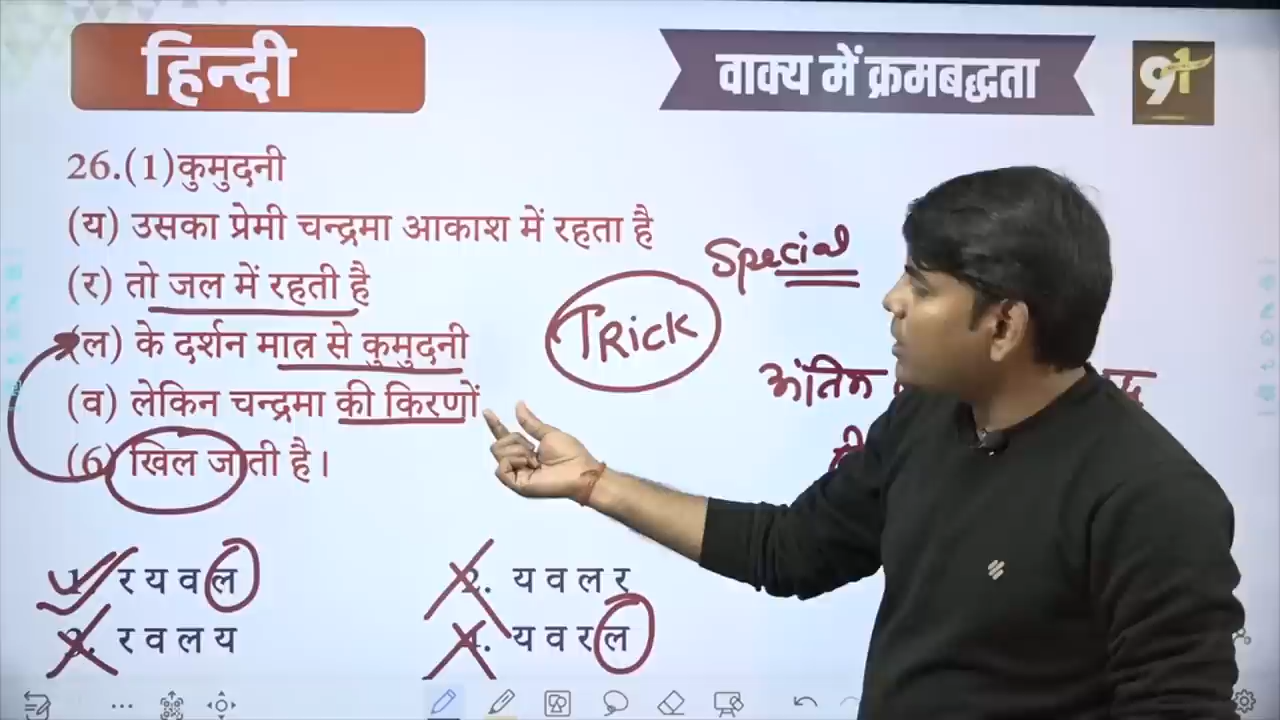 हिन्दी
वाक्य में क्रमबद्धता
91
26.(1)कुमुदनी
(य) उसका प्रेमी चन्द्रमा आकाश में रहता है
(र) तो जल में रहती है
(ल) के दर्शन मात्र से कुमुदनी
(व) लेकिन चन्द्रमा की किरणों
(6) खिल जाती है।
Special
TRick
अंतिम
1. र य व ल
2. य व ल र
3. र व ल य
4. य व र ल